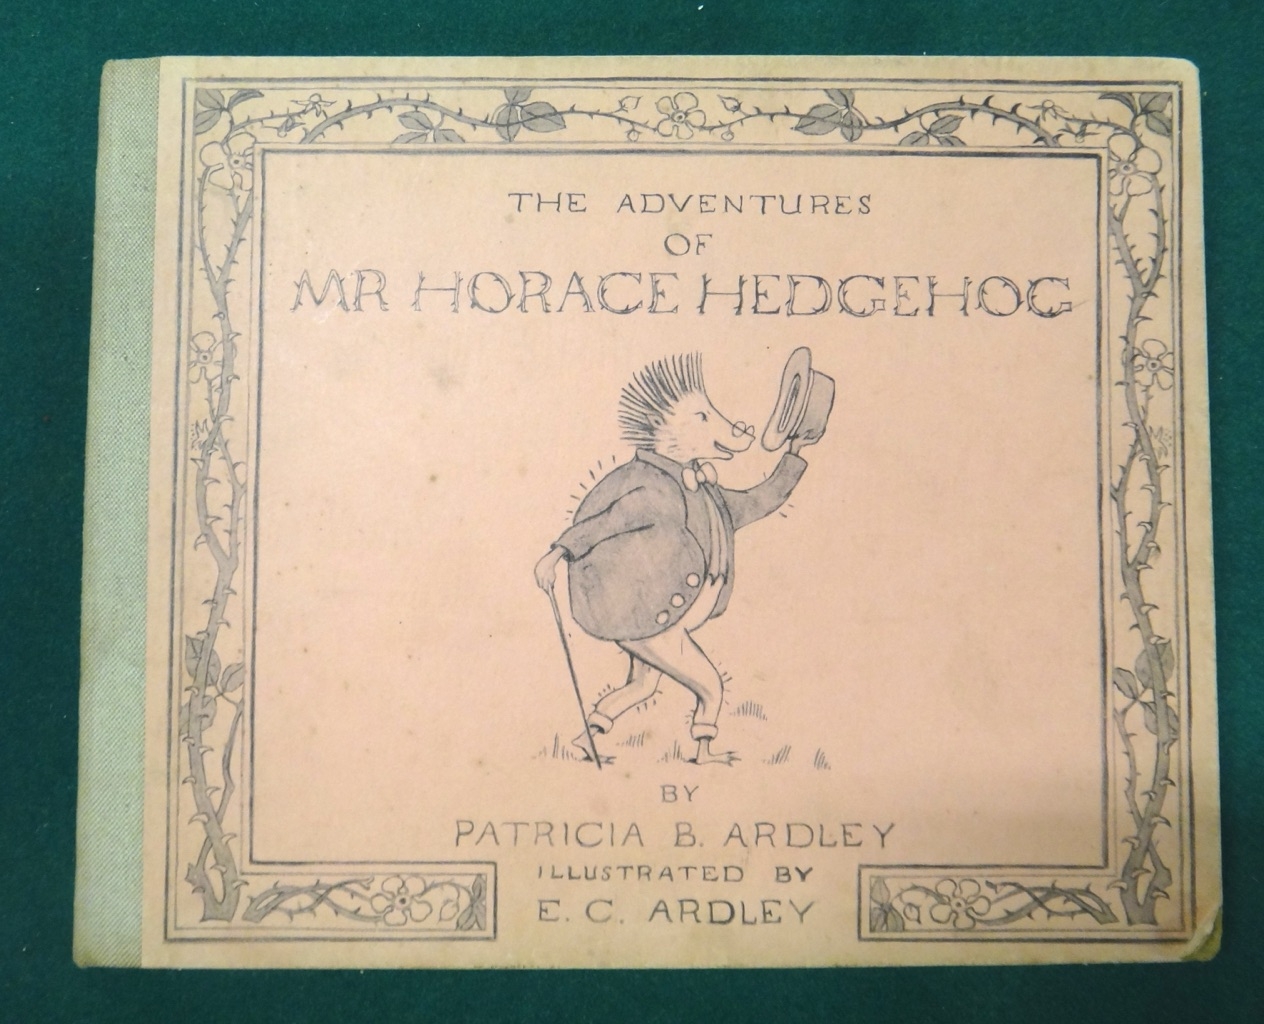 THE ADVENTURES
OF
MR HORACE HEDGEHOG
BY
PATRICIA B. ARDLEY
ILLUSTRATED BY
E. C. ARDLEY